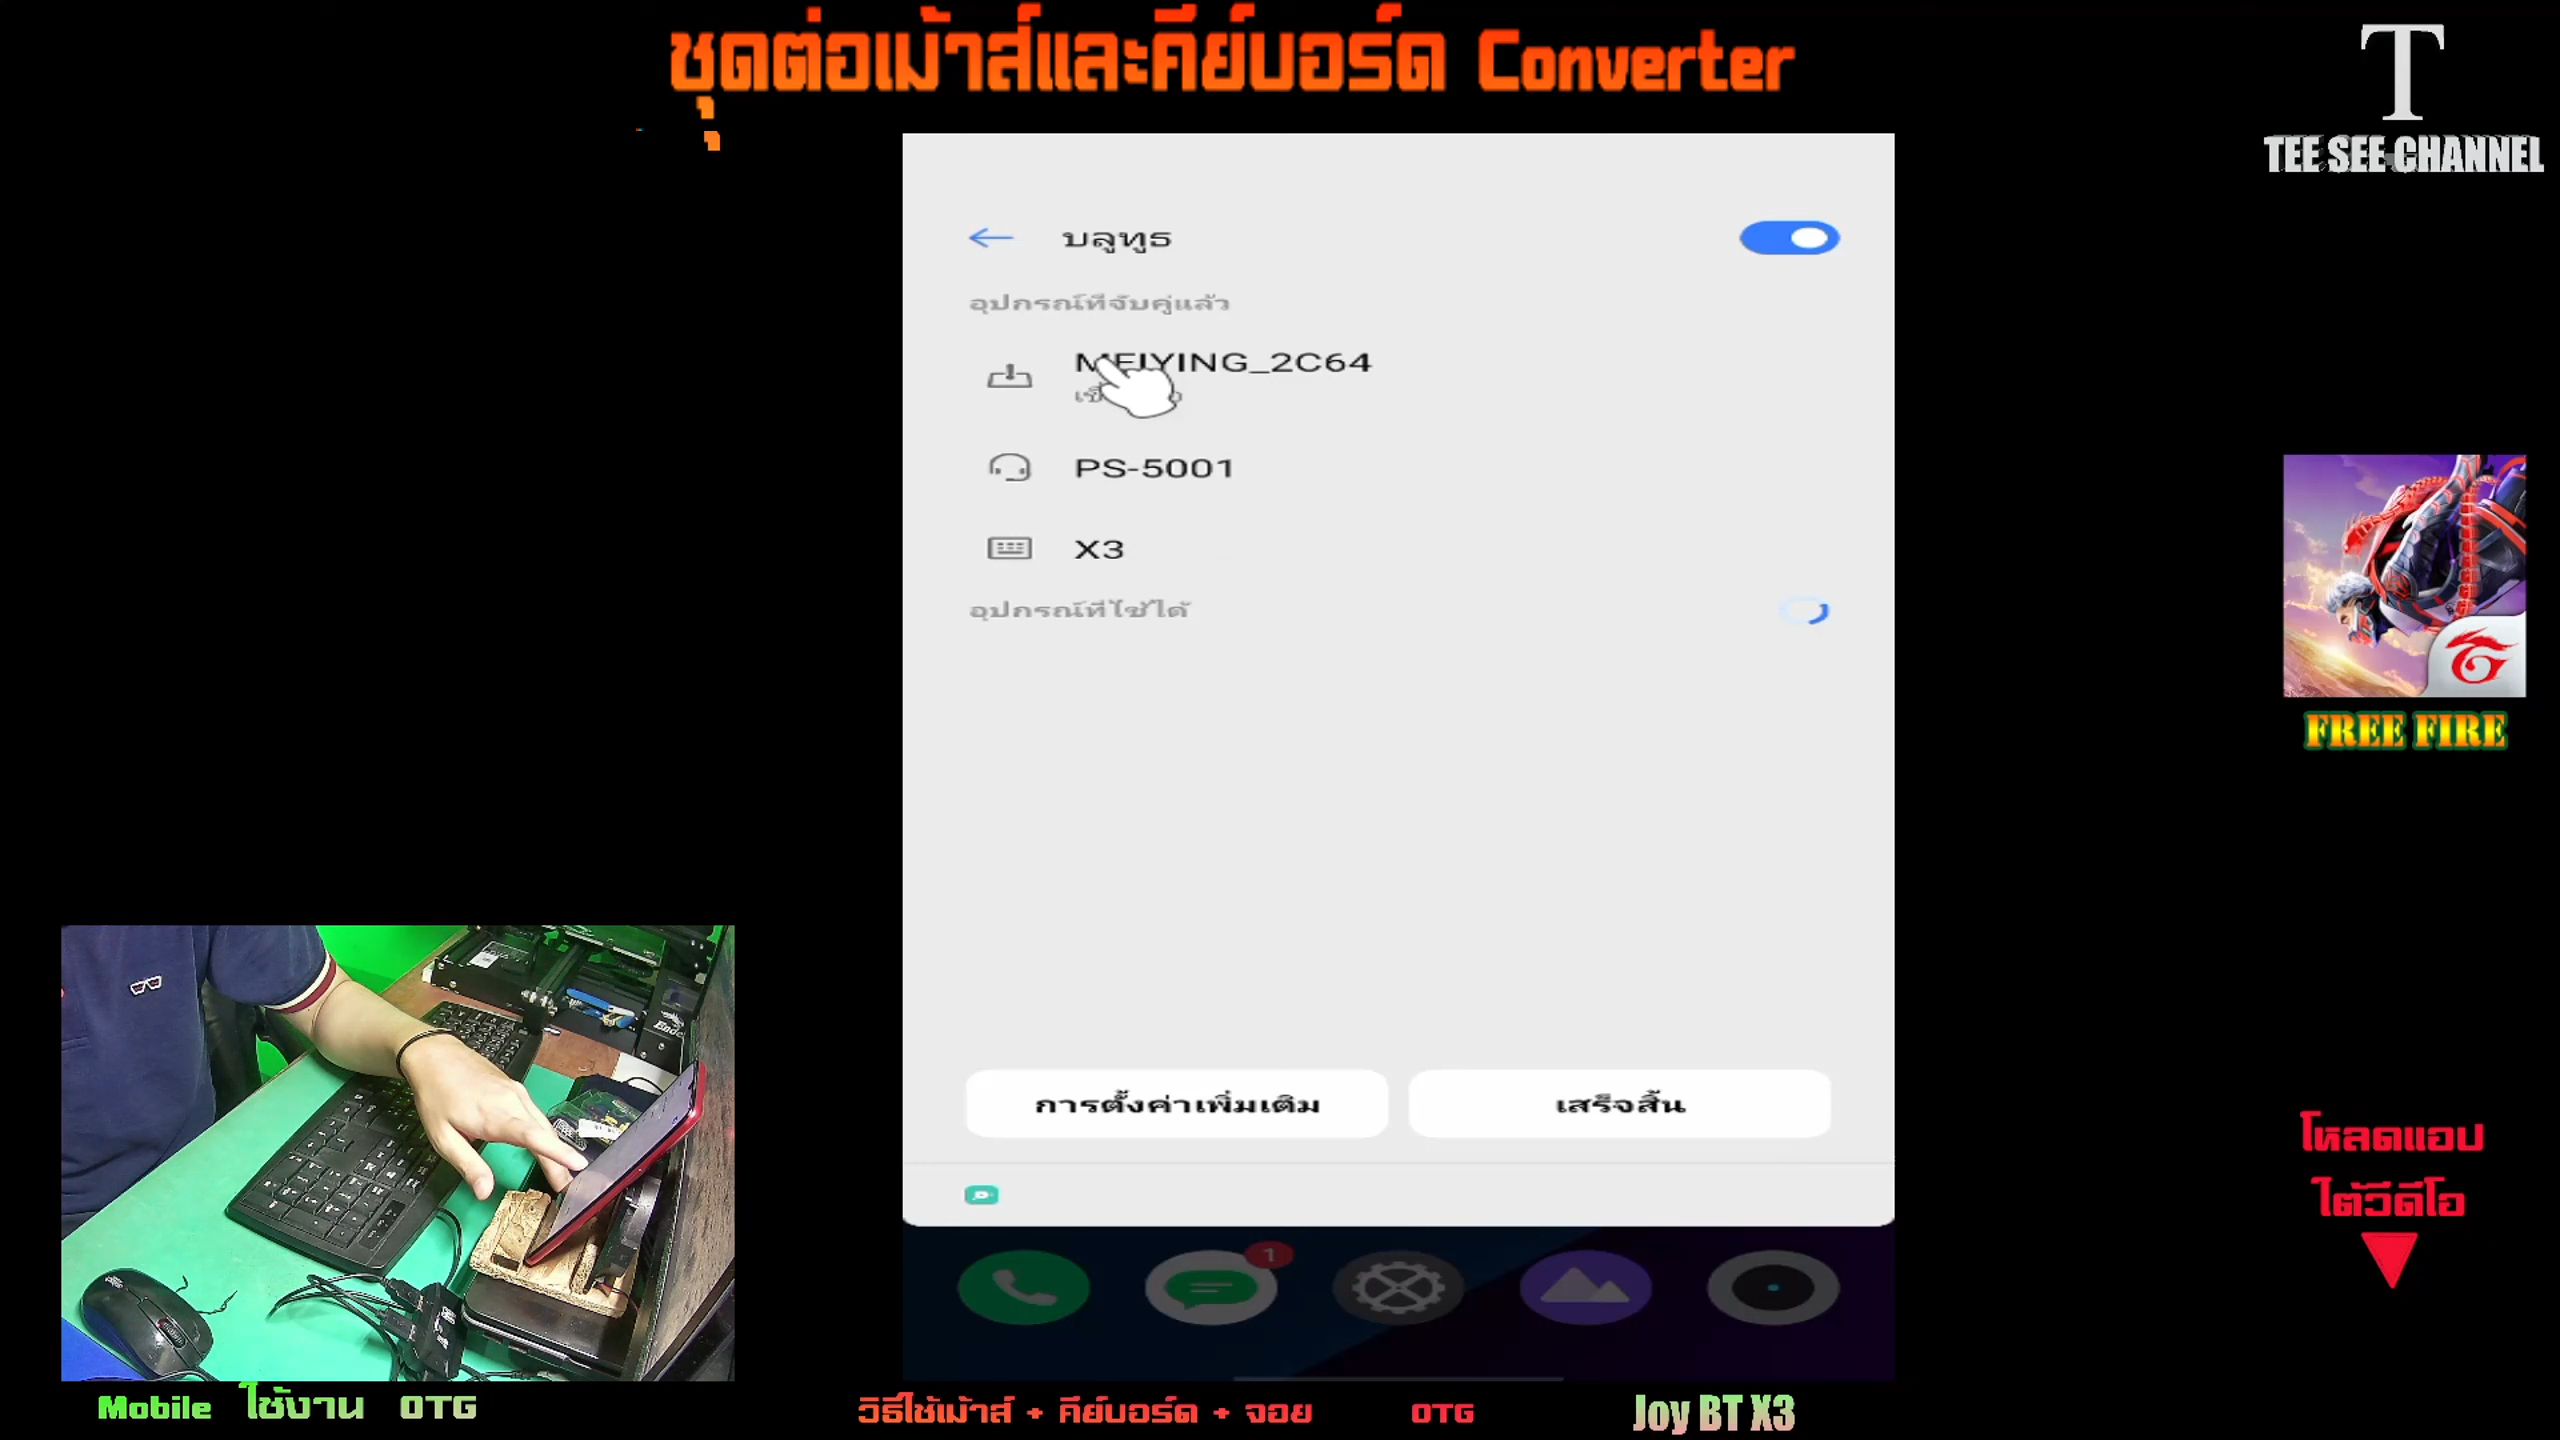 ชุดต่อเม้าส์และคีย์บอร์ด Converter
T
TEE SEE CHANNEL
บลูทูธ
อุปกรณ์ที่จับคู่แล้ว
MEIYING_2C64
PS-5001
X3
อุปกรณ์ที่ใช้ได้
FREE FIRE
การตั้งค่าเพิ่มเติม
เสร็จสิ้น
โหลดแอป
ใต้วีดีโอ
1
Mobile ใช้งาน OTG
วิธีใช้เม้าส์ + คีย์บอร์ด + จอย OTG
Joy BT X3